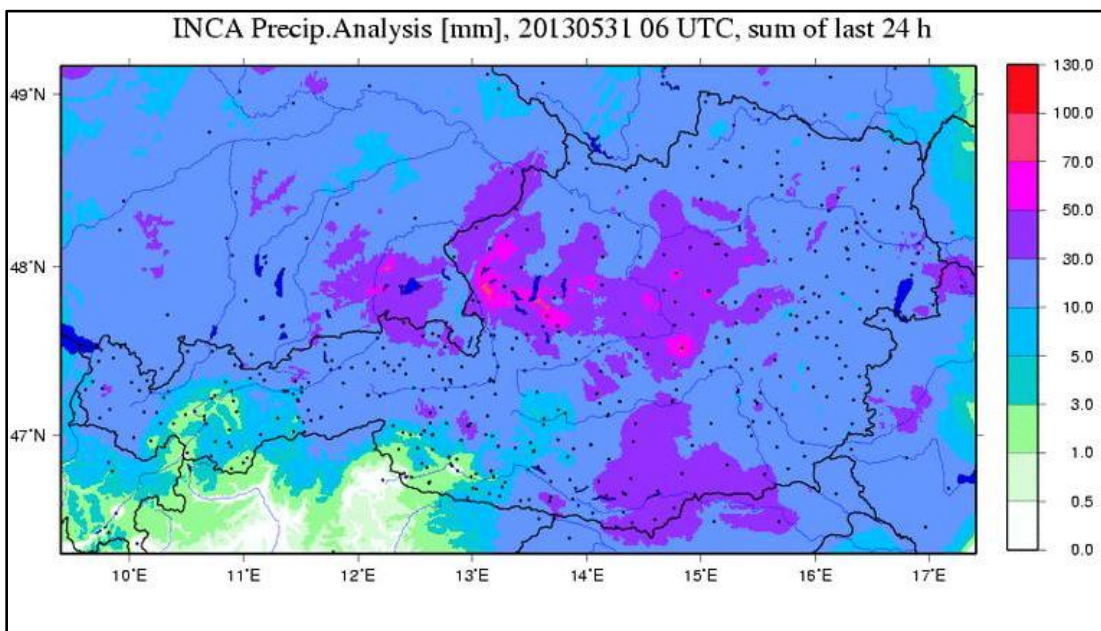 INCA Precip.Analysis [mm], 20130531 06 UTC, sum of last 24 h
130.0
49°N
100.0
70.0
50.0
48°N
30.0
10.0
5.0
3.0
47°N
1.0
0.5
0.0
10°E 11°E 12°E 13°E 14°E 15°E 16°E 17°E